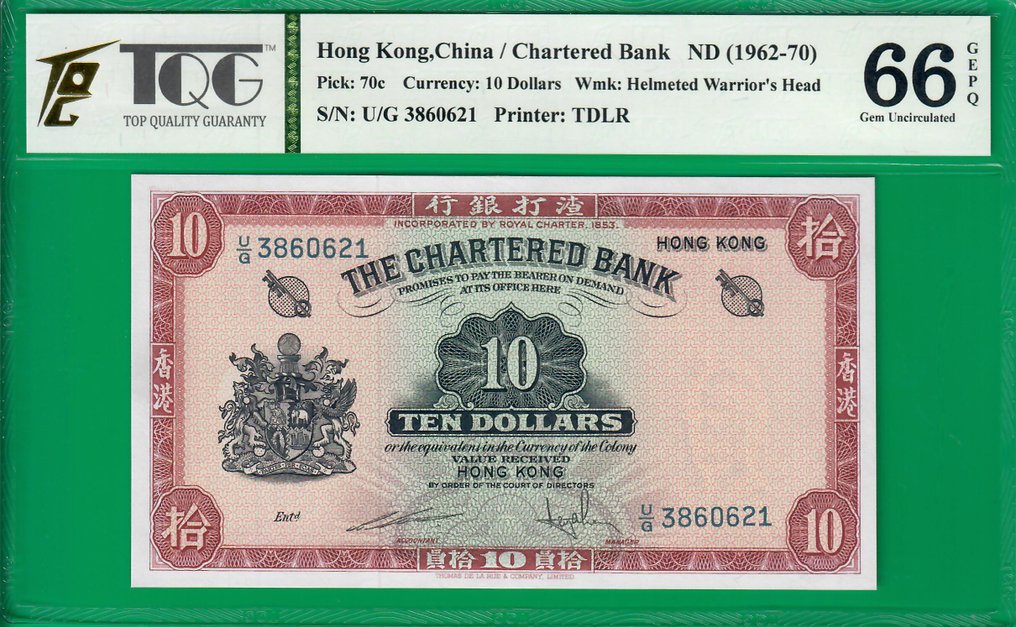 TQG™
TOP QUALITY GUARANTY
Hong Kong,China / Chartered Bank ND (1962-70)
Pick: 70c Currency: 10 Dollars Wmk: Helmeted Warrior's Head
S/N: U/G 3860621 Printer: TDLR
66
GEPQ
Gem Uncirculated
行銀打渣
INCORPORATED BY ROYAL CHARTER, 1853.
10
拾
U/G 3860621
HONG KONG
THE CHARTERED BANK
PROMISES TO PAY THE BEARER ON DEMAND
AT ITS OFFICE HERE
香港
香港
10
TEN DOLLARS
or the equivalent in the Currency of the Colony
VALUE RECEIVED
HONG KONG
BY ORDER OF THE COURT OF DIRECTORS
Entd
U/G 3860621
ACCOUNTANT
MANAGER
拾
10
員拾 10 員拾
THOMAS DE LA RUE & COMPANY, LIMITED